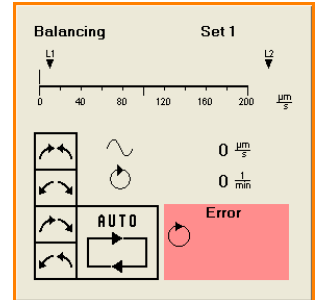 Balancing Set 1
L1 L2
0 40 80 120 160 200 µm/s
0 µm/s
0 1/min
AUTO Error